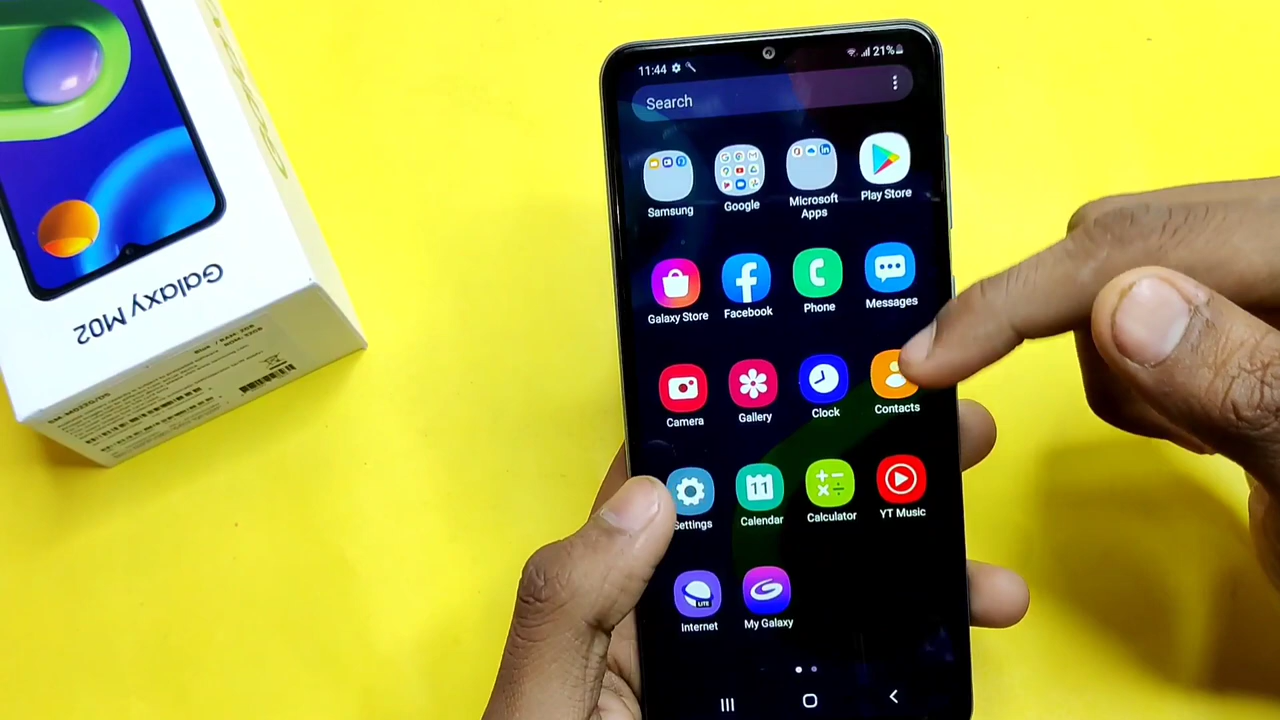 Galaxy M02
11:44
21%
Search
Samsung
Google
Microsoft
Apps
Play Store
Galaxy Store
Facebook
Phone
Messages
Camera
Gallery
Clock
Contacts
Settings
11
Calendar
Calculator
YT Music
LITE
Internet
My Galaxy